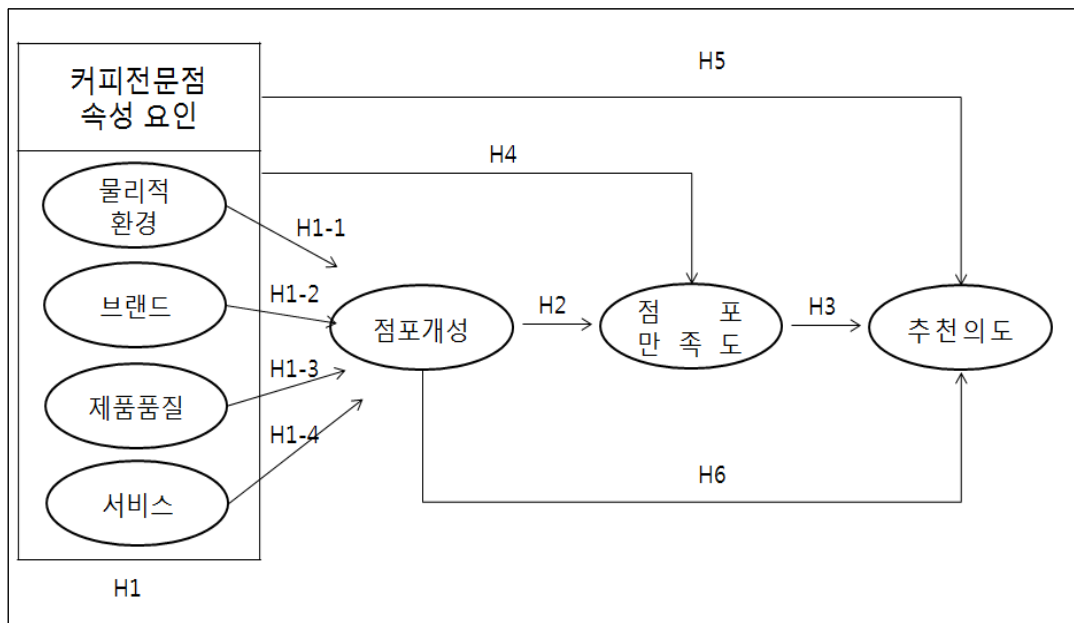 커피전문점
속성 요인
H5
H4
물리적
환경
H1-1
브랜드
H1-2
점포개성
H2
점 포
만 족 도
H3
추천의도
제품품질
H1-3
H1-4
서비스
H6
H1